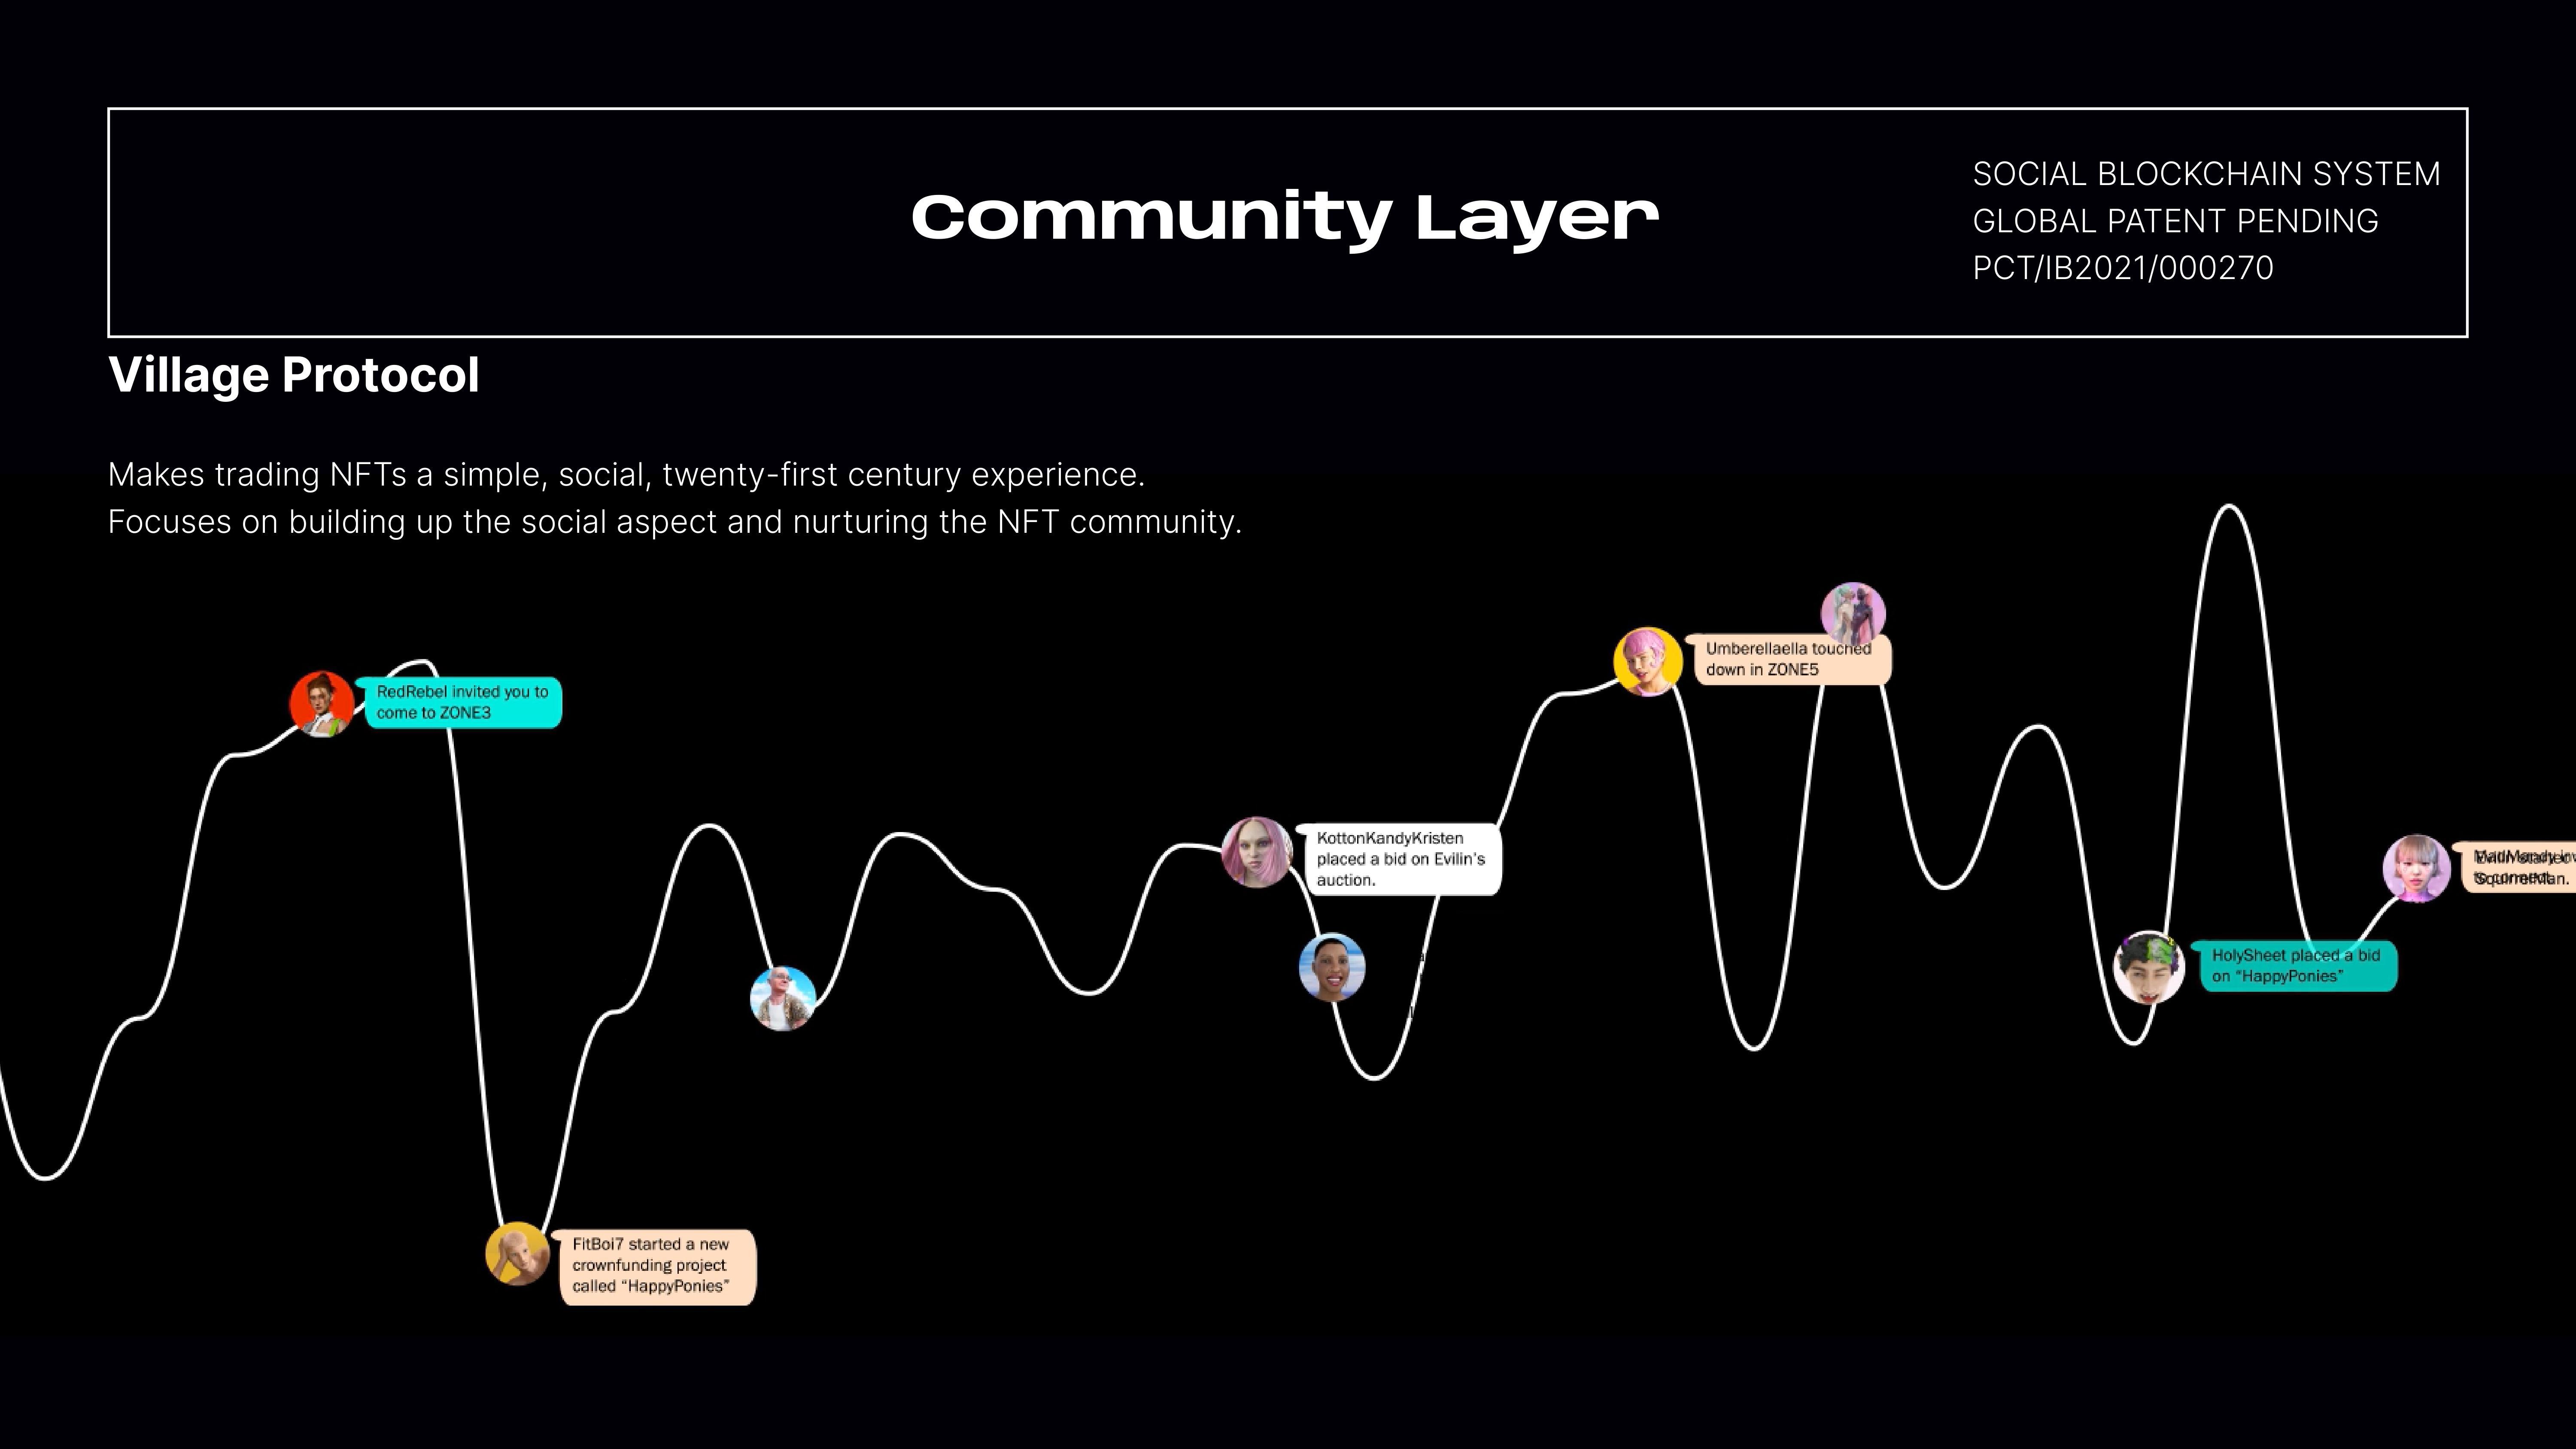 Community Layer
SOCIAL BLOCKCHAIN SYSTEM
GLOBAL PATENT PENDING
PCT/IB2021/000270
Village Protocol
Makes trading NFTs a simple, social, twenty-first century experience.
Focuses on building up the social aspect and nurturing the NFT community.
RedRebel invited you to
come to ZONE3
Umberellaella touched
down in ZONE5
KottonKandyKristen
placed a bid on Evilin's
auction.
HolySheet placed a bid
on “HappyPonies”
FitBoi7 started a new
crownfunding project
called “HappyPonies”